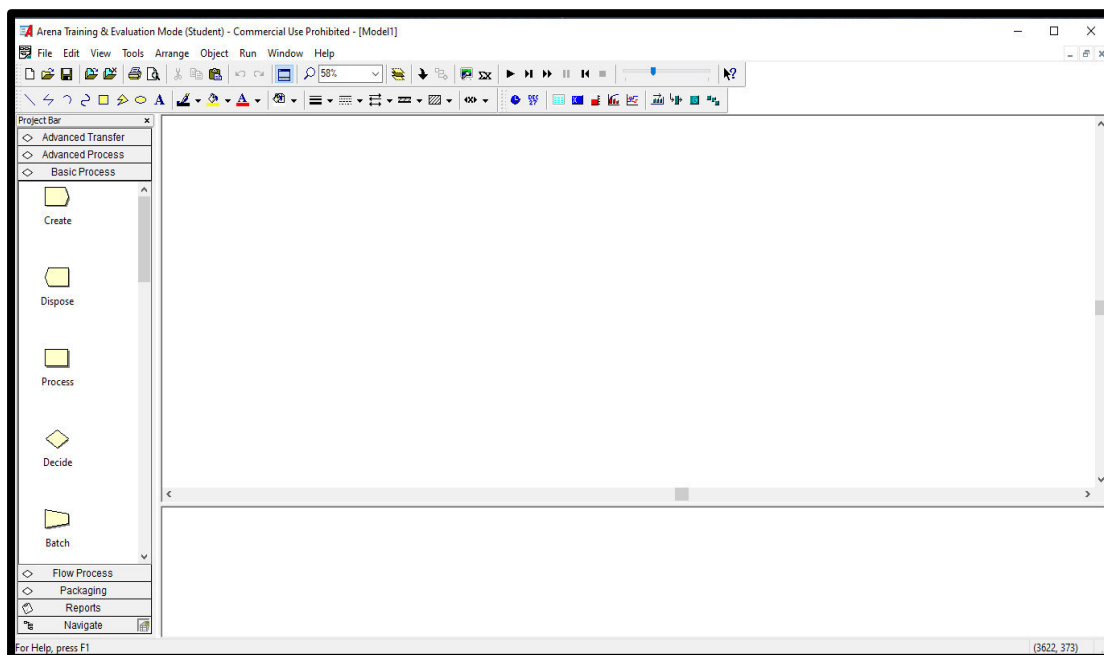 Arena Training & Evaluation Mode (Student) - Commercial Use Prohibited - [Model1]
File Edit View Tools Arrange Object Run Window Help
58%
Project Bar
Advanced Transfer
Advanced Process
Basic Process
Create
Dispose
Process
Decide
Batch
Flow Process
Packaging
Reports
Navigate
For Help, press F1
(3622, 373)